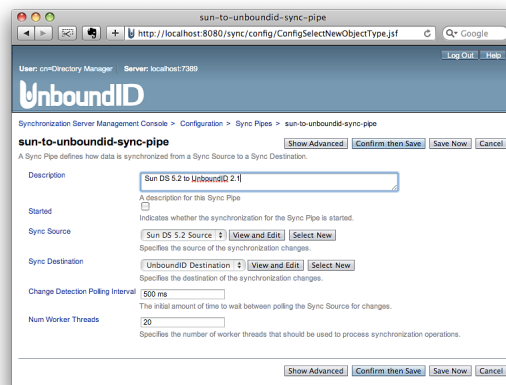 sun-to-unboundid-sync-pipe
http://localhost:8080/sync/config/ConfigSelectNewObjectType.jsf
Google
Log Out Help
User: cn=Directory Manager Server: localhost:7389
UnboundID
Synchronization Server Management Console > Configuration > Sync Pipes > sun-to-unboundid-sync-pipe
sun-to-unboundid-sync-pipe Show Advanced Confirm then Save Save Now Cancel
A Sync Pipe defines how data is synchronized from a Sync Source to a Sync Destination.
Description Sun DS 5.2 to UnboundID 2.1
A description for this Sync Pipe
Started
Indicates whether the synchronization for the Sync Pipe is started.
Sync Source Sun DS 5.2 Source View and Edit Select New
Specifies the source of the synchronization changes.
Sync Destination UnboundID Destination View and Edit Select New
Specifies the destination of the synchronization changes.
Change Detection Polling Interval 500 ms
The initial amount of time to wait between polling the Sync Source for changes.
Num Worker Threads 20
Specifies the number of worker threads that should be used to process synchronization operations.
Show Advanced Confirm then Save Save Now Cancel